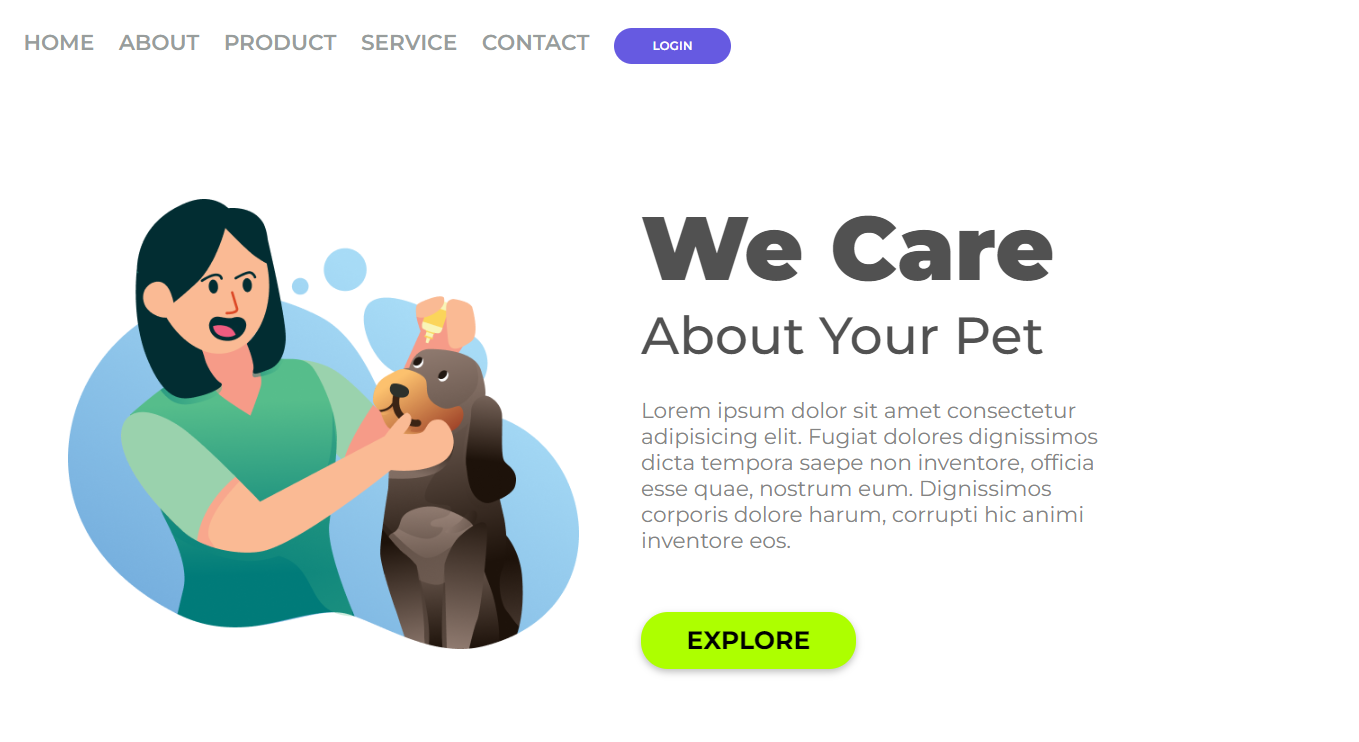 HOME ABOUT PRODUCT SERVICE CONTACT LOGIN
We Care
About Your Pet
Lorem ipsum dolor sit amet consectetur
adipisicing elit. Fugiat dolores dignissimos
dicta tempora saepe non inventore, officia
esse quae, nostrum eum. Dignissimos
corporis dolore harum, corrupti hic animi
inventore eos.
EXPLORE